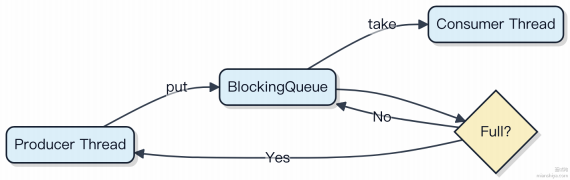 take
Consumer Thread
put
BlockingQueue
No
Full?
Producer Thread
Yes